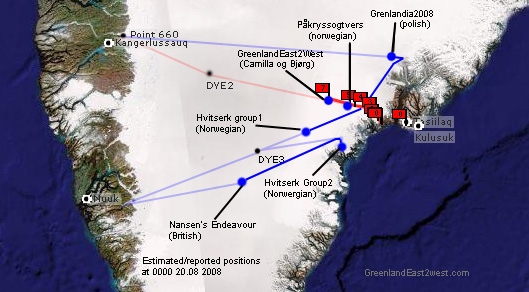 Grenlandia2008
(polish)
Påkryssogtvers
(norwegian)
Point 660
Kangerlussauq
GreenlandEast2West
(Camilla og Bjørg)
DYE2
Hvitserk group1
(Norwegian)
Kulusuk
DYE3
Hvitserk Group2
(Norwergian)
Nuuk
Nansen's Endeavour
(British)
Estimated/reported positions
at 0000 20.08 2008
GreenlandEast2west.com